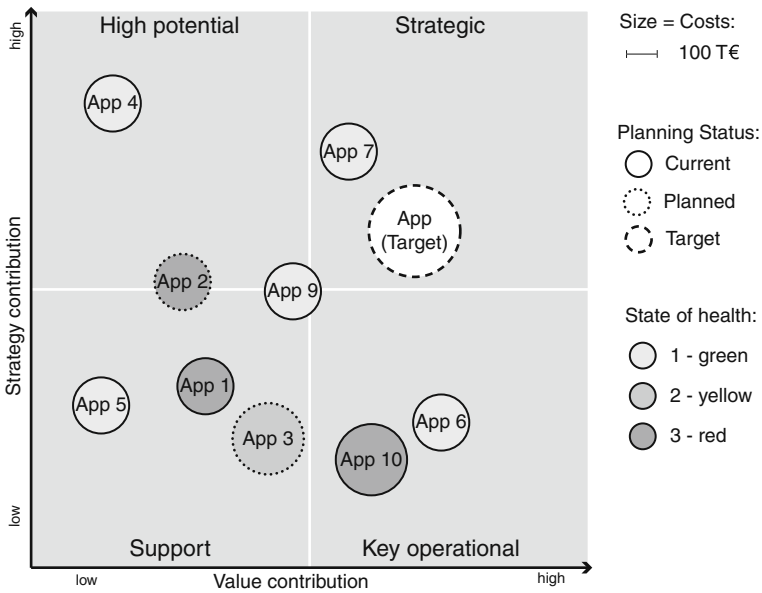 high
High potential
Strategic
Size = Costs:
100 T€
App 4
App 7
Planning Status:
Current
Planned
Target
App
(Target)
Strategy contribution
App 2
App 9
State of health:
1 - green
2 - yellow
3 - red
App 1
App 5
App 3
App 6
App 10
low
Support
Key operational
low
Value contribution
high